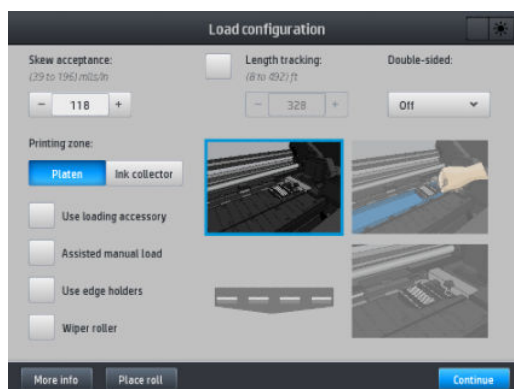 Load configuration
Skew acceptance:
(39 to 196) mils/in
- 118 +
Length tracking:
(8 to 492) ft
- 328 +
Double-sided:
Off
Printing zone:
Platen
Ink collector
Use loading accessory
Assisted manual load
Use edge holders
Wiper roller
More info
Place roll
Continue